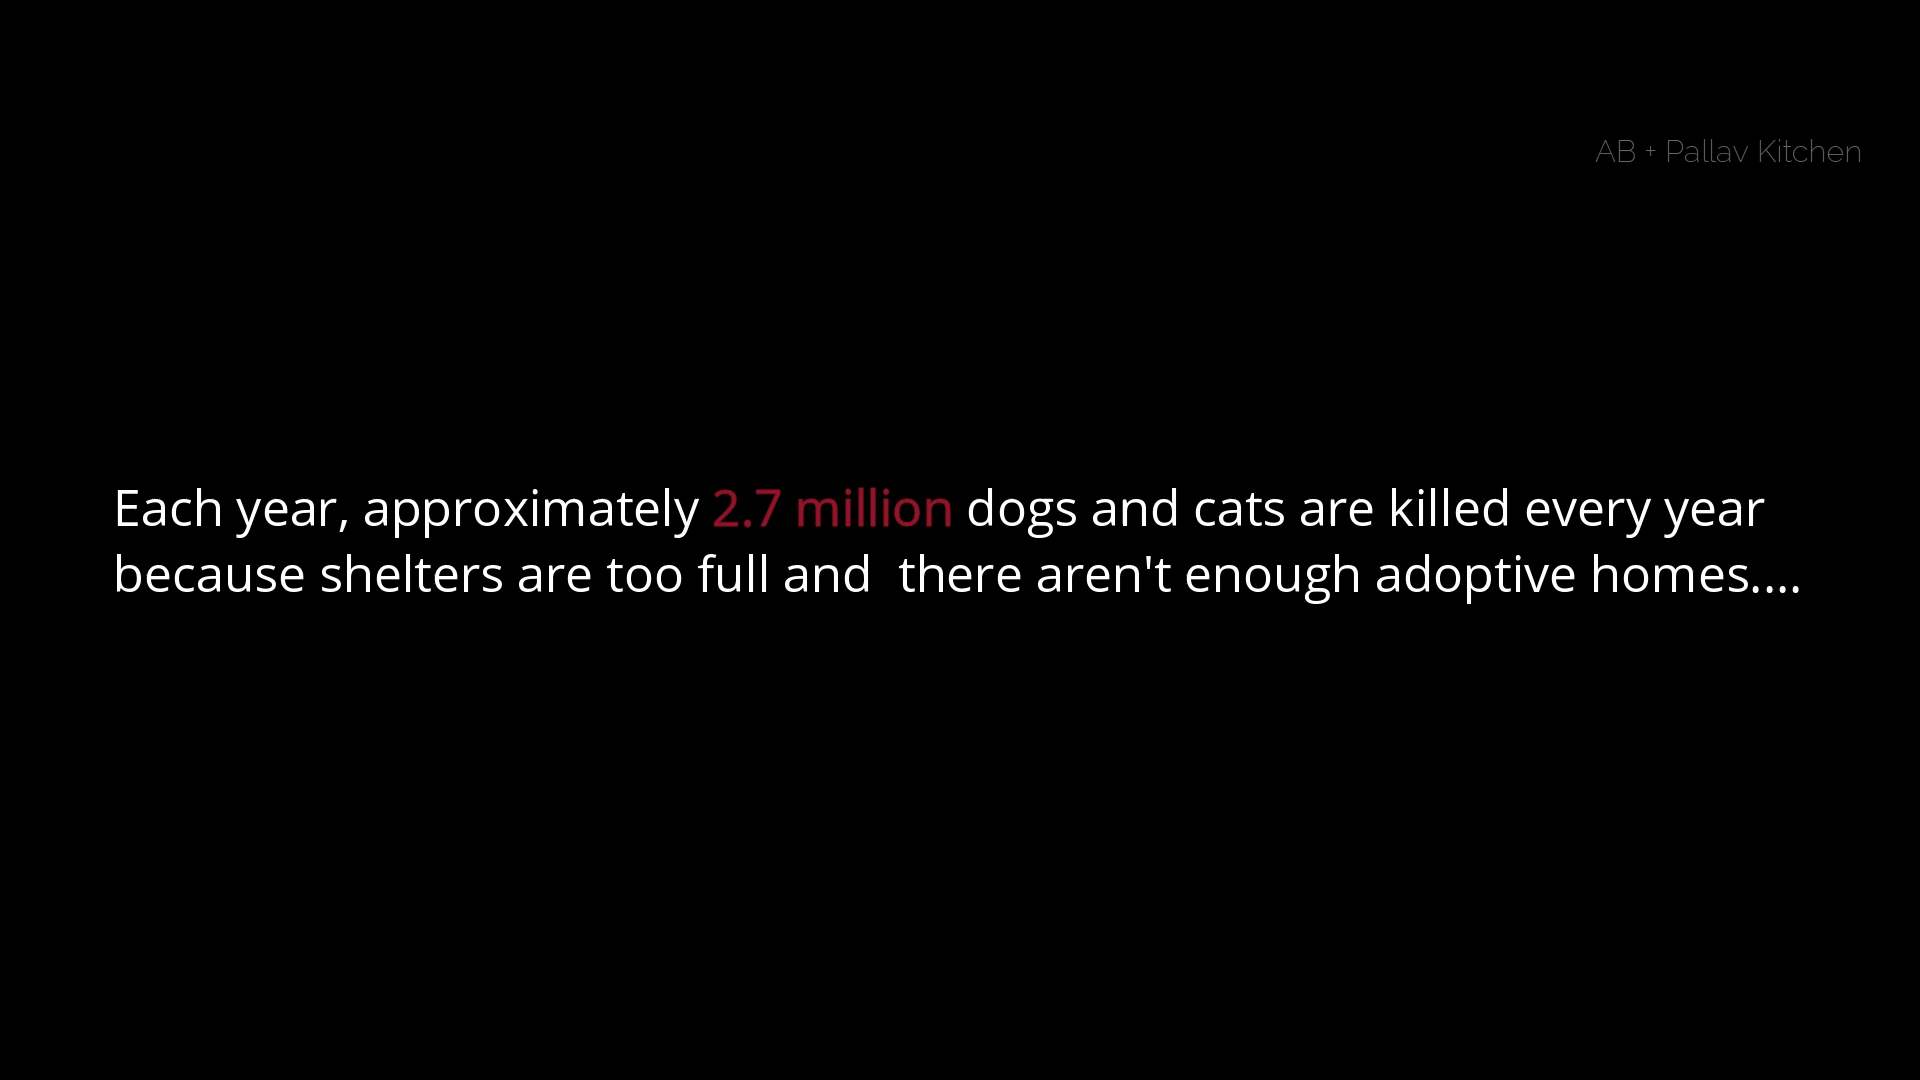 AB + Pallav Kitchen
Each year, approximately 2.7 million dogs and cats are killed every year
because shelters are too full and  there aren't enough adoptive homes....